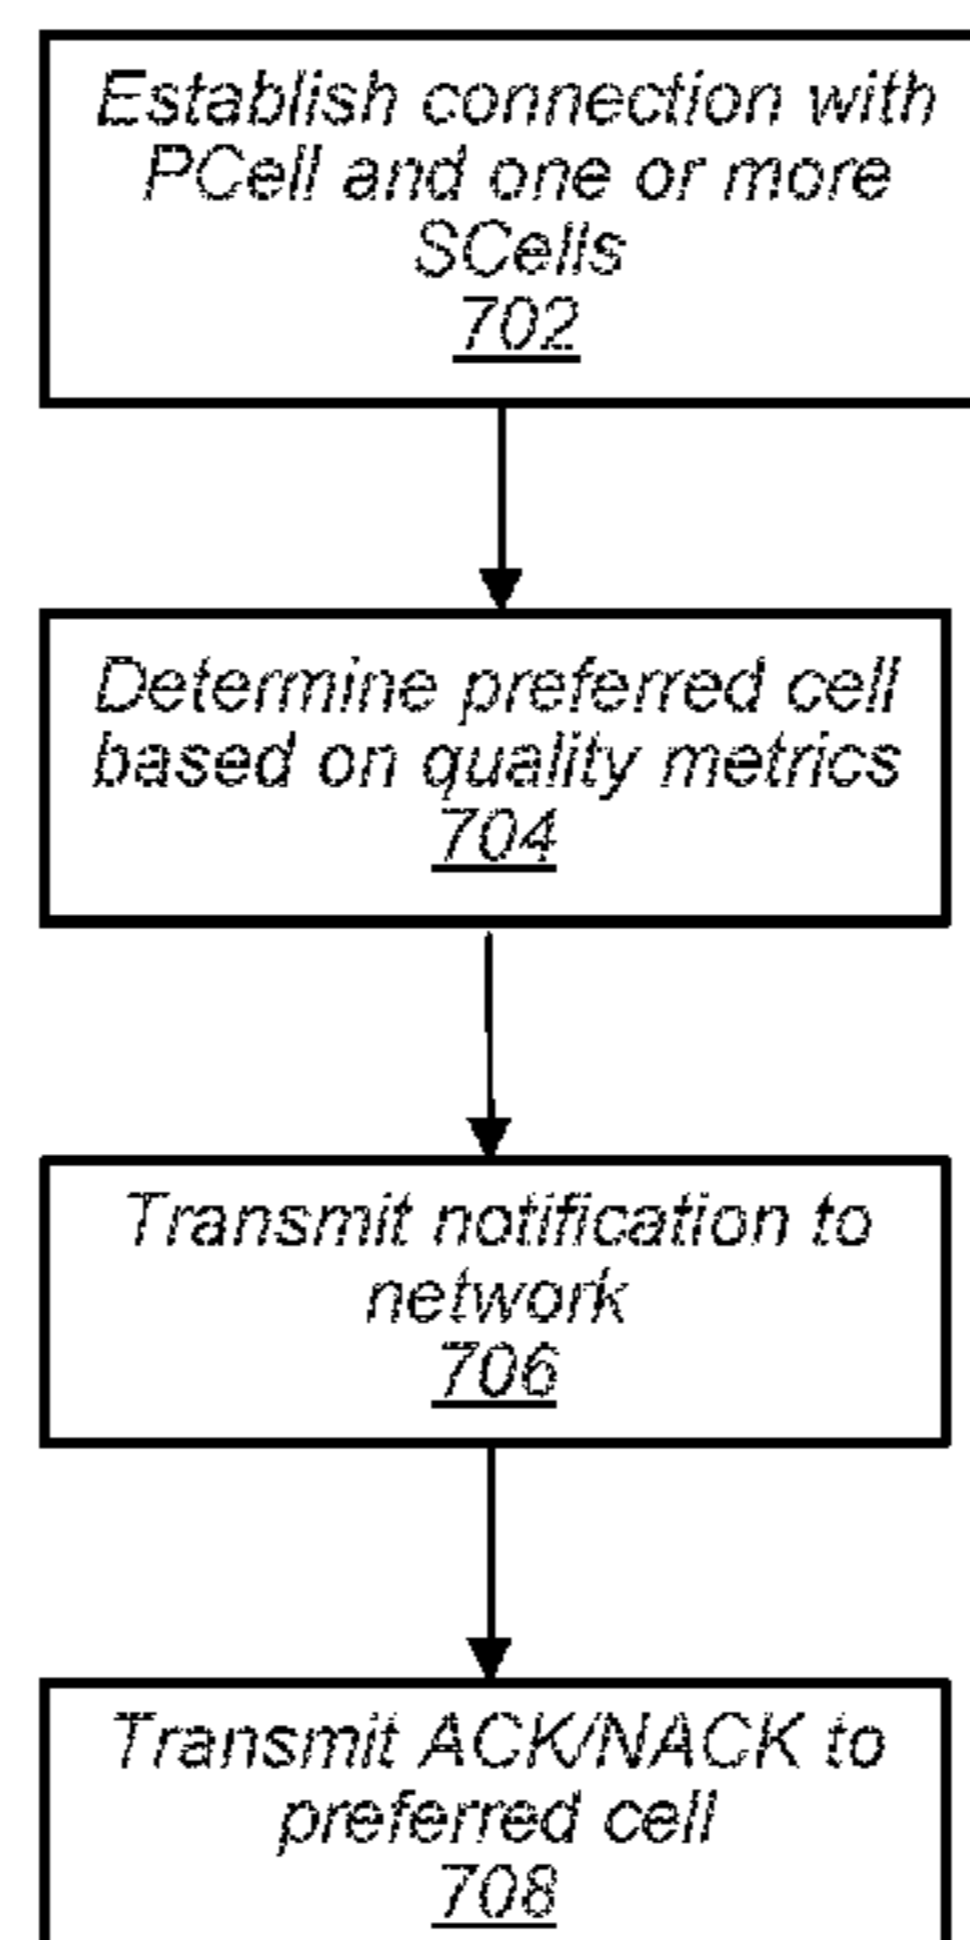 Establish connection with
PCell and one or more
SCells
702
Determine preferred cell
based on quality metrics
704
Transmit notification to
network
706
Transmit ACK/NACK to
preferred cell
708